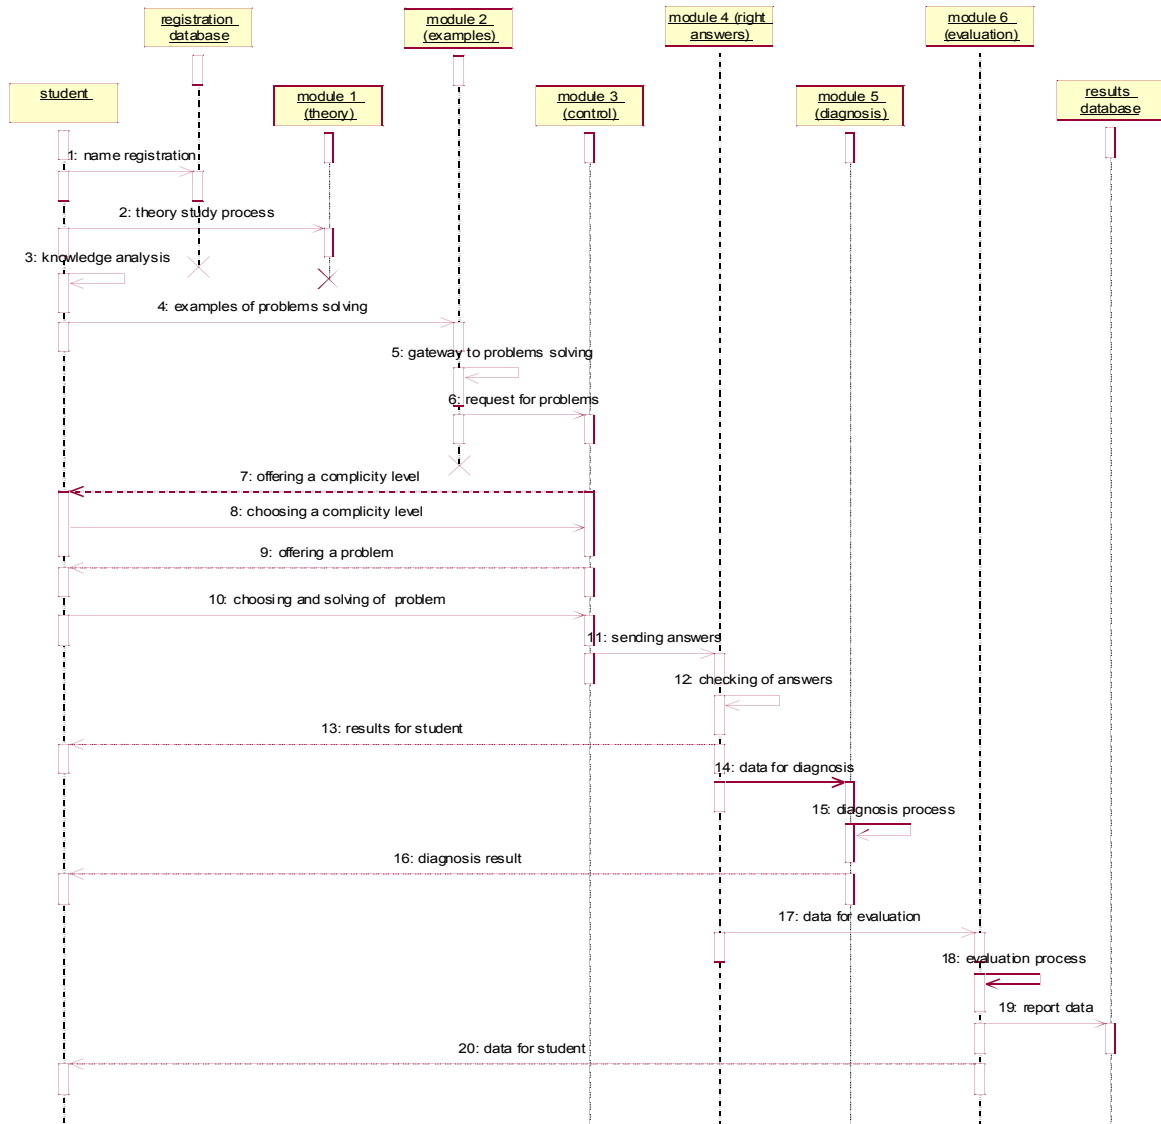 registration
database
module 2
(examples)
module 4 (right
answers)
module 6
(evaluation)
student
module 1
(theory)
module 3
(control)
module 5
(diagnosis)
results
database
1: name registration
2: theory study process
3: knowledge analysis
4: examples of problems solving
5: gateway to problems solving
6: request for problems
7: offering a complicity level
8: choosing a complicity level
9: offering a problem
10: choosing and solving of problem
11: sending answers
12: checking of answers
13: results for student
14: data for diagnosis
15: diagnosis process
16: diagnosis result
17: data for evaluation
18: evaluation process
19: report data
20: data for student